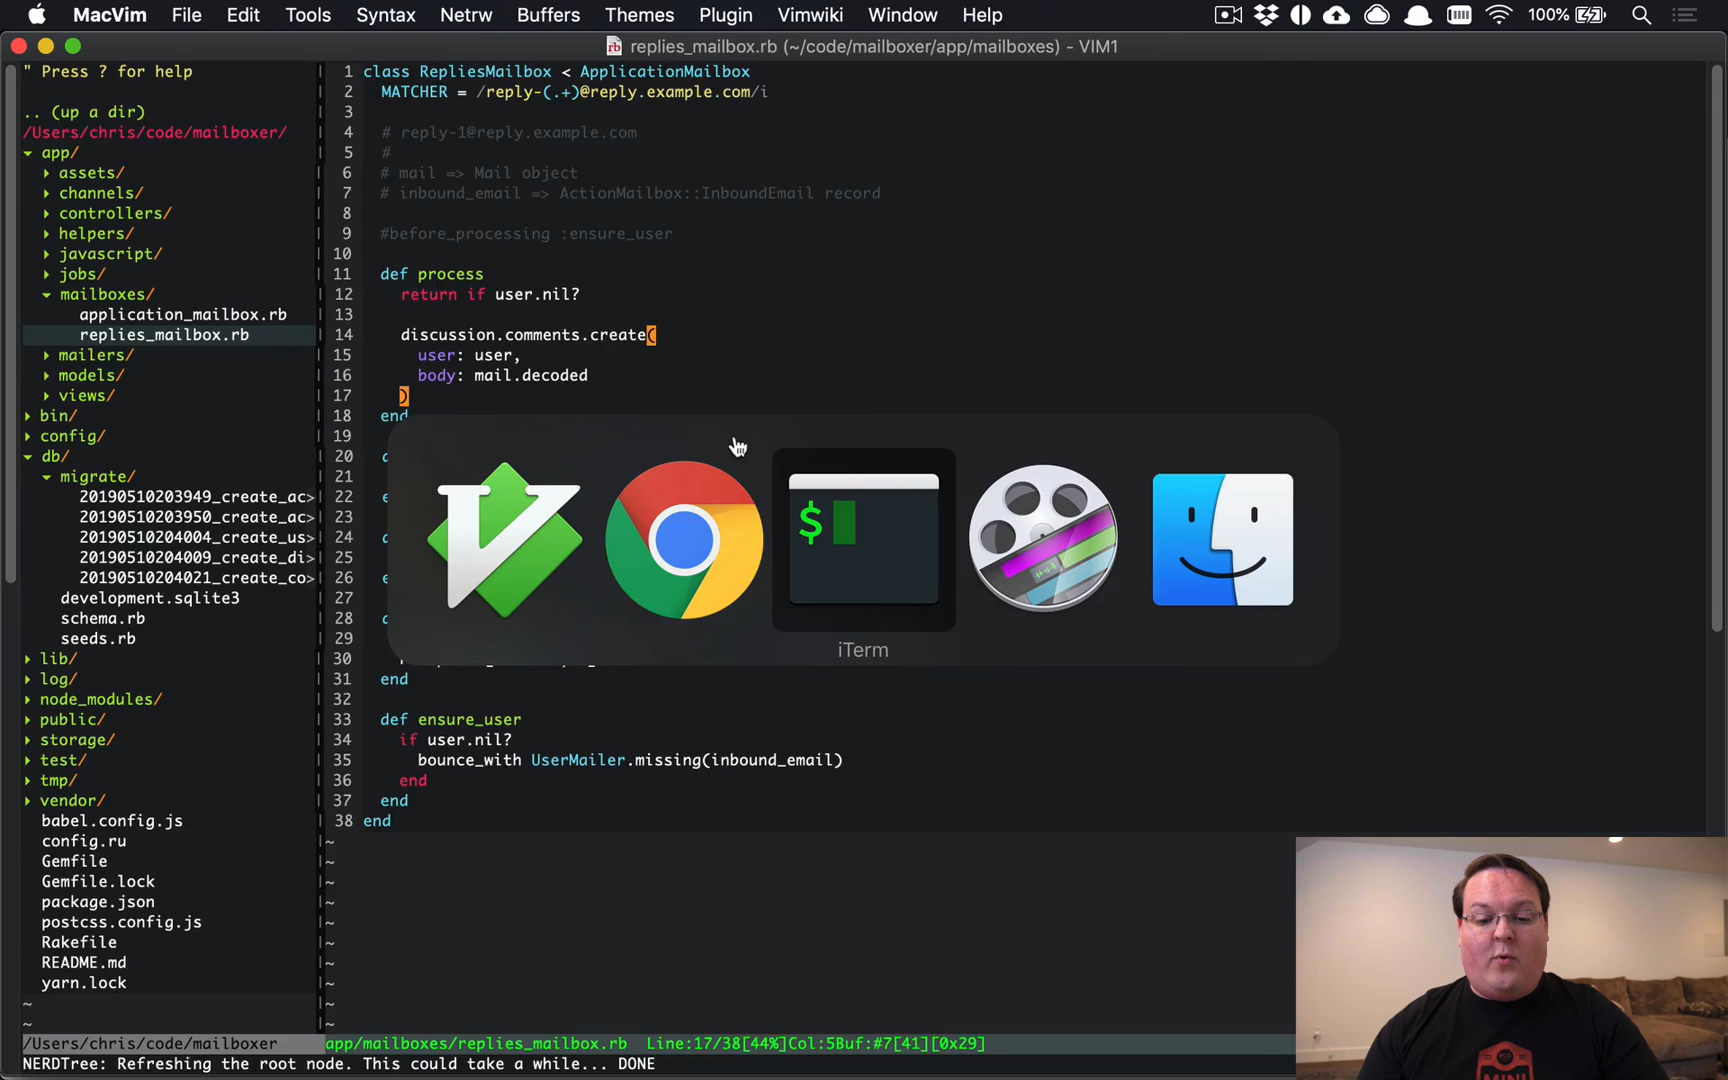 MacVim File Edit Tools Syntax Netrw Buffers Themes Plugin Vimwiki Window Help 100%
replies_mailbox.rb (~/code/mailboxer/app/mailboxes) - VIM1
" Press ? for help
.. (up a dir)
/Users/chris/code/mailboxer/
app/
assets/
channels/
controllers/
helpers/
javascript/
jobs/
mailboxes/
application_mailbox.rb
replies_mailbox.rb
mailers/
models/
views/
bin/
config/
db/
migrate/
20190510203949_create_ac>
20190510203950_create_ac>
20190510204004_create_us>
20190510204009_create_di>
20190510204021_create_co>
development.sqlite3
schema.rb
seeds.rb
lib/
log/
node_modules/
public/
storage/
test/
tmp/
vendor/
babel.config.js
config.ru
Gemfile
Gemfile.lock
package.json
postcss.config.js
Rakefile
README.md
yarn.lock
~
~
1 class RepliesMailbox < ApplicationMailbox
2 MATCHER = /reply-(.+)@reply.example.com/i
3
4 # reply-1@reply.example.com
5 #
6 # mail => Mail object
7 # inbound_email => ActionMailbox::InboundEmail record
8
9 #before_processing :ensure_user
10
11 def process
12 return if user.nil?
13
14 discussion.comments.create(
15 user: user,
16 body: mail.decoded
17 )
18 end
19
20
21
22
23
24
25
26
27
28
29
30
31 end
32
33 def ensure_user
34 if user.nil?
35 bounce_with UserMailer.missing(inbound_email)
36 end
37 end
38 end
~
~
~
~
~
~
~
~
~
~
$
iTerm
/Users/chris/code/mailboxer app/mailboxes/replies_mailbox.rb Line:17/38[44%]Col:5Buf:#7[41][0x29]
NERDTree: Refreshing the root node. This could take a while... DONE
MINI